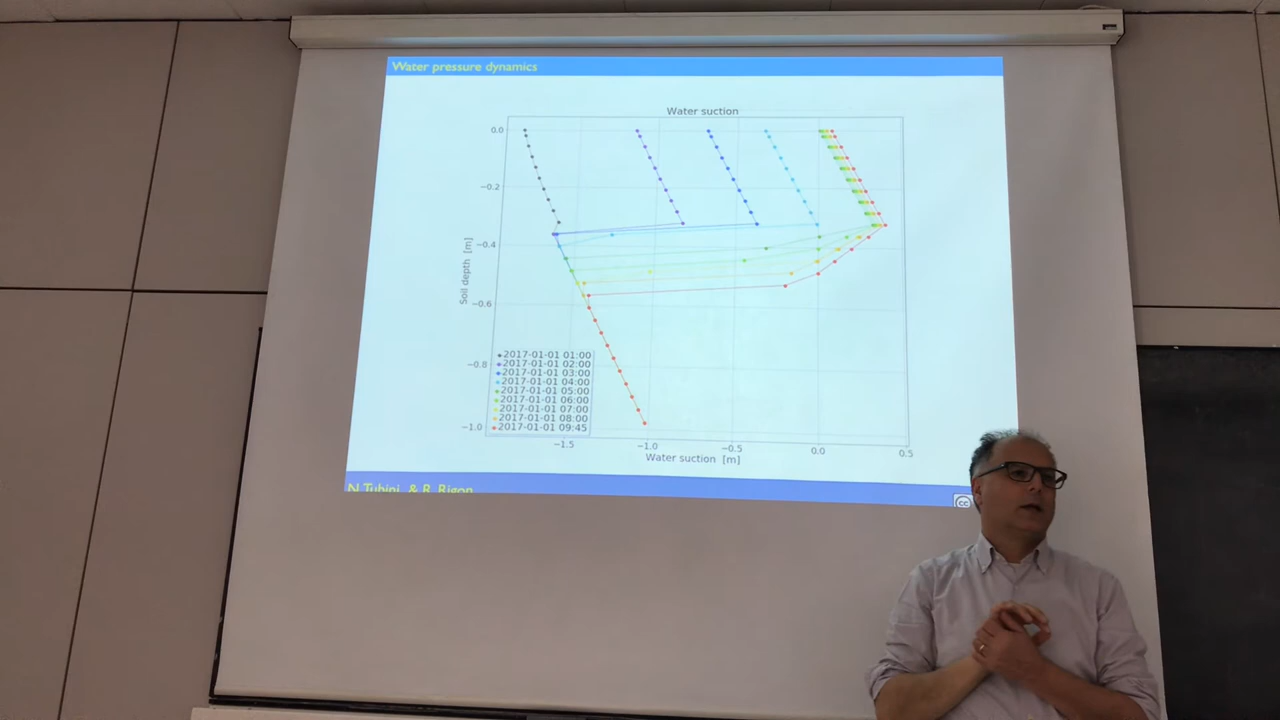 Water pressure dynamics
Water suction
0.0
−0.2
−0.4
−0.6
−0.8
−1.0
Soil depth [m]
2017-01-01 01:00
2017-01-01 02:00
2017-01-01 03:00
2017-01-01 04:00
2017-01-01 05:00
2017-01-01 06:00
2017-01-01 07:00
2017-01-01 08:00
2017-01-01 09:45
−1.5 −1.0 −0.5 0.0 0.5
Water suction [m]
N. Tubini & R. Rigon
cc